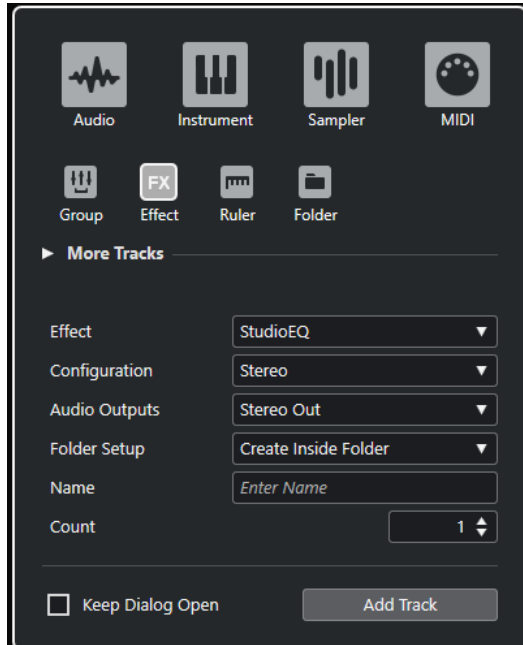 Audio Instrument Sampler MIDI
FX
Group Effect Ruler Folder
More Tracks
Effect StudioEQ
Configuration Stereo
Audio Outputs Stereo Out
Folder Setup Create Inside Folder
Name Enter Name
Count 1
Keep Dialog Open Add Track